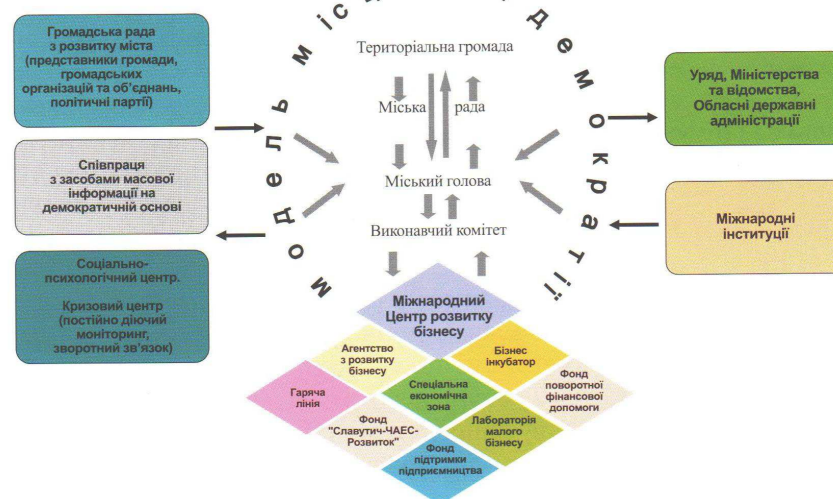 Громадська рада
з розвитку міста
(представники громади,
громадських
організацій та об'єднань,
політичні партії)
Співпраця
з засобами масової
інформації на
демократичній основі
Соціально-
психологічний центр.
Кризовий центр
(постійно діючий
моніторинг,
зворотний зв'язок)
модель міс
демократії
Територіальна громада
Міська рада
Міський голова
Виконавчий комітет
Уряд, Міністерства
та відомства,
Обласні державні
адміністрації
Міжнародні
інституції
Міжнародний
Центр розвитку
бізнесу
Агентство
з розвитку
бізнесу
Бізнес
інкубатор
Гаряча
лінія
Спеціальна
економічна
зона
Фонд
поворотної
фінансової
допомоги
Фонд
"Славутич-ЧАЕС-
Розвиток"
Лабораторія
малого
бізнесу
Фонд
підтримки
підприємництва